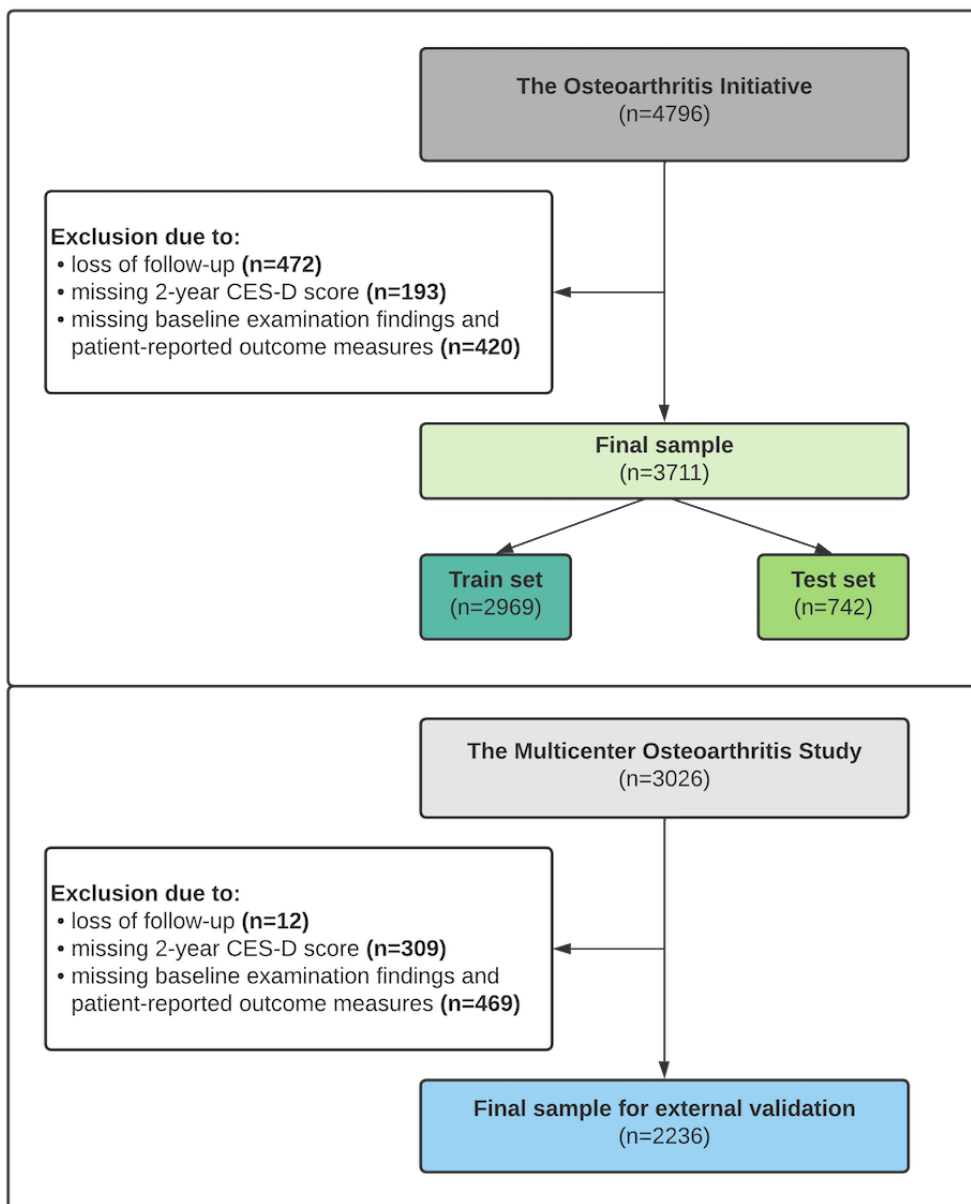 The Osteoarthritis Initiative
(n=4796)
Exclusion due to:
• loss of follow-up (n=472)
• missing 2-year CES-D score (n=193)
• missing baseline examination findings and
patient-reported outcome measures (n=420)
Final sample
(n=3711)
Train set
(n=2969)
Test set
(n=742)
The Multicenter Osteoarthritis Study
(n=3026)
Exclusion due to:
• loss of follow-up (n=12)
• missing 2-year CES-D score (n=309)
• missing baseline examination findings and
patient-reported outcome measures (n=469)
Final sample for external validation
(n=2236)